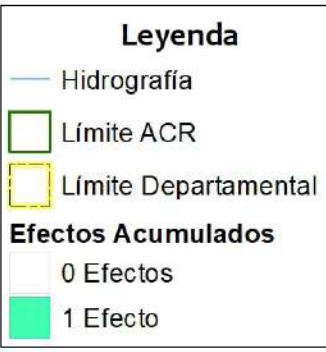 Leyenda
Hidrografía
Límite ACR
Límite Departamental
Efectos Acumulados
0 Efectos
1 Efecto